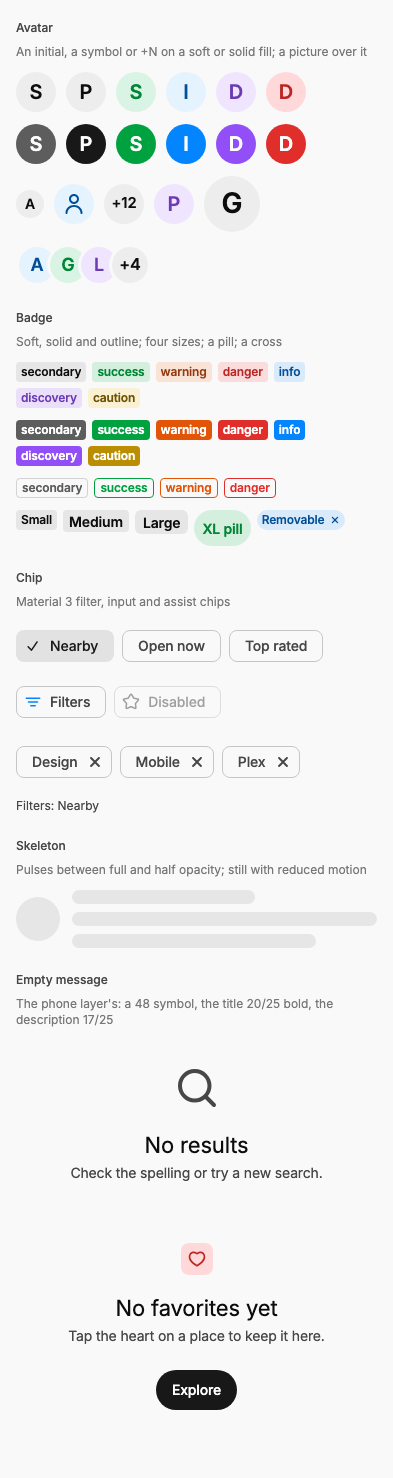 Avatar
An initial, a symbol or +N on a soft or solid fill; a picture over it
S P S I D D
S P S I D D
A +12 P G
A G L +4
Badge
Soft, solid and outline; four sizes; a pill; a cross
secondary success warning danger info
discovery caution
secondary success warning danger info
discovery caution
secondary success warning danger
Small Medium Large XL pill Removable ×
Chip
Material 3 filter, input and assist chips
Nearby Open now Top rated
Filters Disabled
Design Mobile Plex
Filters: Nearby
Skeleton
Pulses between full and half opacity; still with reduced motion
Empty message
The phone layer's: a 48 symbol, the title 20/25 bold, the
description 17/25
No results
Check the spelling or try a new search.
No favorites yet
Tap the heart on a place to keep it here.
Explore